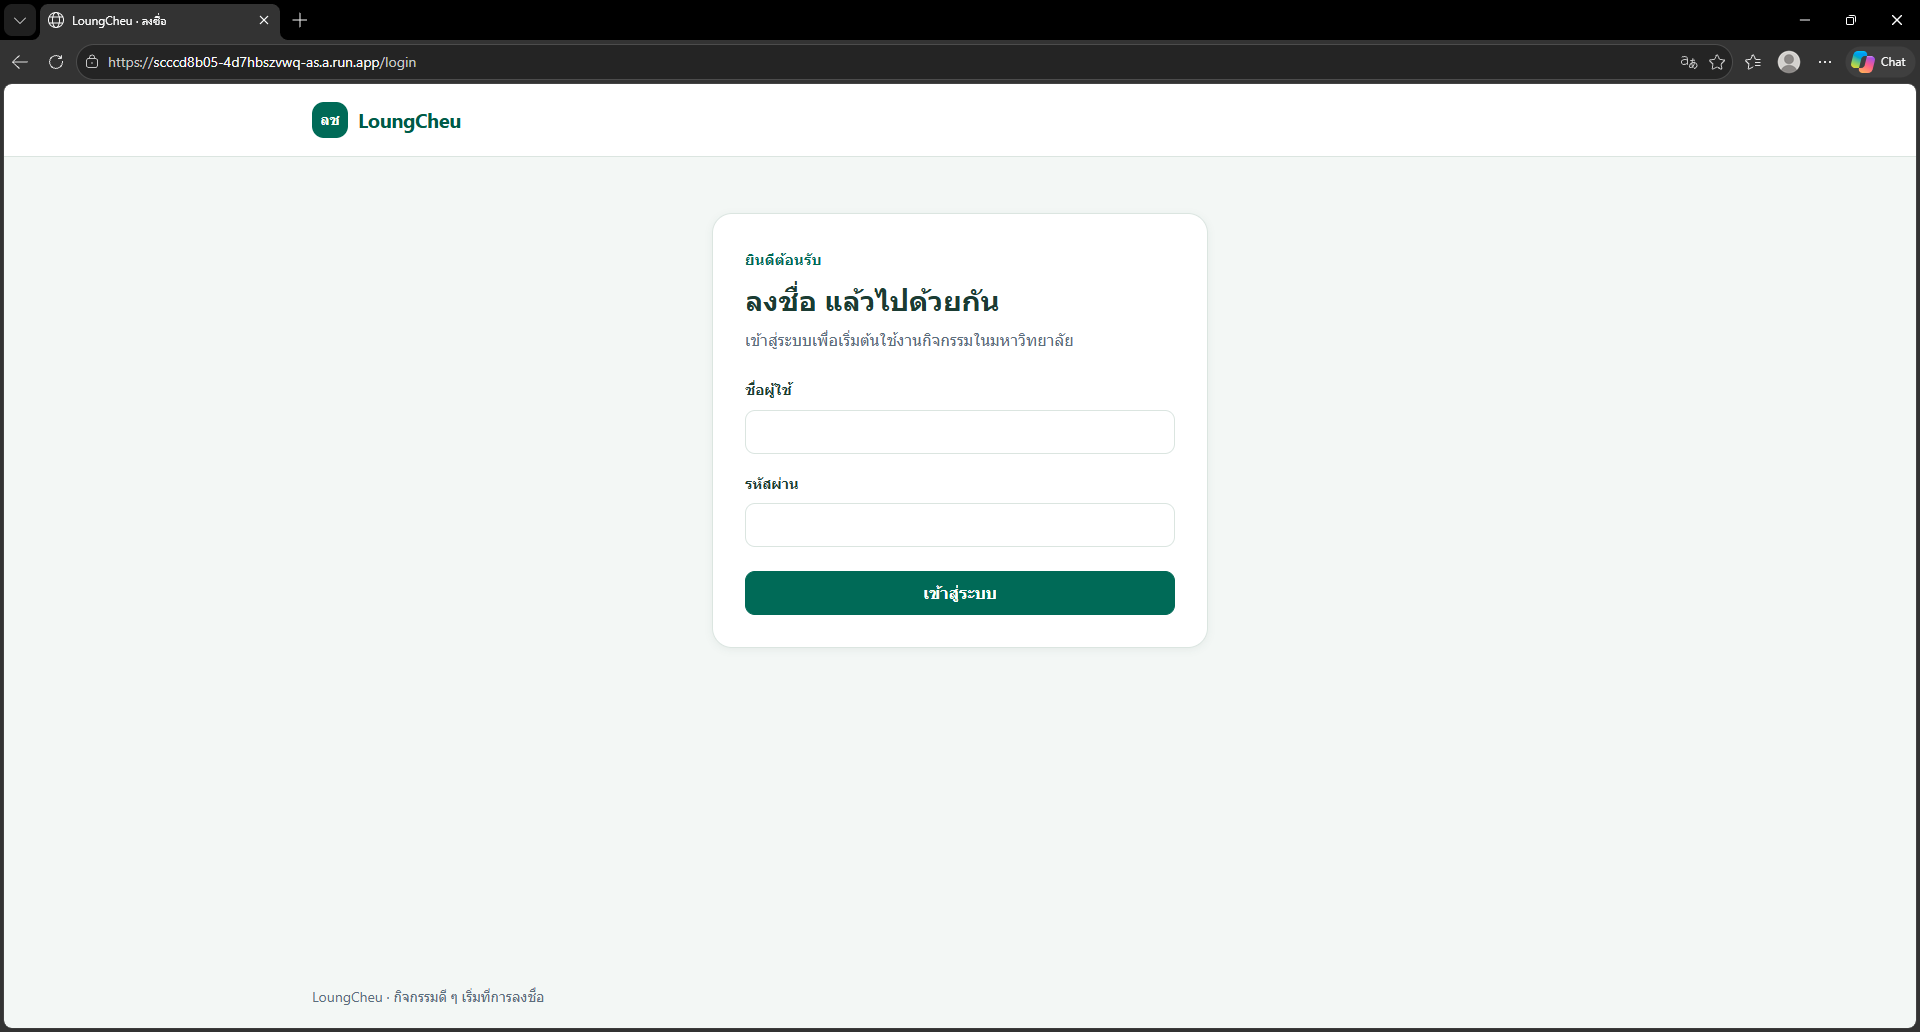 LoungCheu · ลงชื่อ
https://scccd8b05-4d7hbszvwq-as.a.run.app/login
Chat
ลช LoungCheu
ยินดีต้อนรับ
ลงชื่อ แล้วไปด้วยกัน
เข้าสู่ระบบเพื่อเริ่มต้นใช้งานกิจกรรมในมหาวิทยาลัย
ชื่อผู้ใช้
รหัสผ่าน
เข้าสู่ระบบ
LoungCheu · กิจกรรมดี ๆ เริ่มที่การลงชื่อ